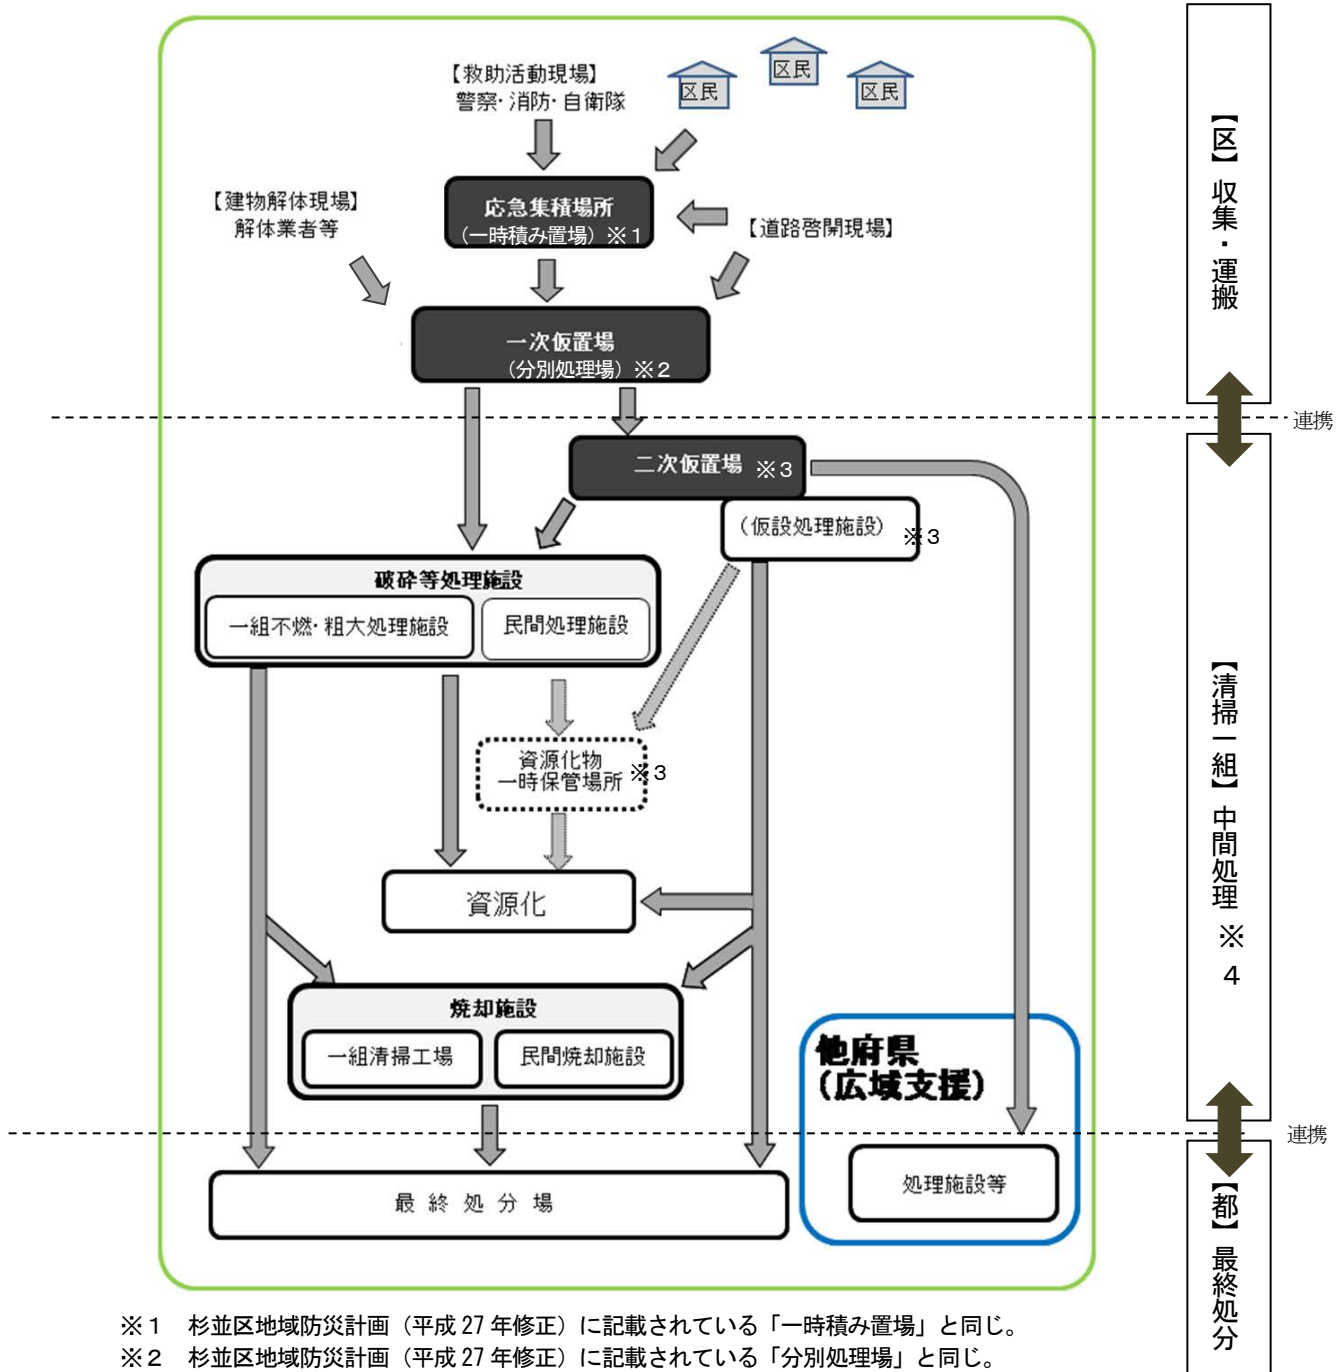 【救助活動現場】
警察・消防・自衛隊
区民
区民
区民
【建物解体現場】
解体業者等
応急集積場所
(一時積み置場) ※1
【道路啓開現場】
一次仮置場
(分別処理場) ※2
二次仮置場 ※3
(仮設処理施設) ※3
破砕等処理施設
一組不燃・粗大処理施設
民間処理施設
資源化物
一時保管場所 ※3
資源化
焼却施設
一組清掃工場
民間焼却施設
他府県
(広域支援)
処理施設等
最終処分場
【区】収集・運搬
連携
【清掃一組】中間処理 ※4
連携
【都】最終処分
※1 杉並区地域防災計画（平成27年修正）に記載されている「一時積み置場」と同じ。
※2 杉並区地域防災計画（平成27年修正）に記載されている「分別処理場」と同じ。